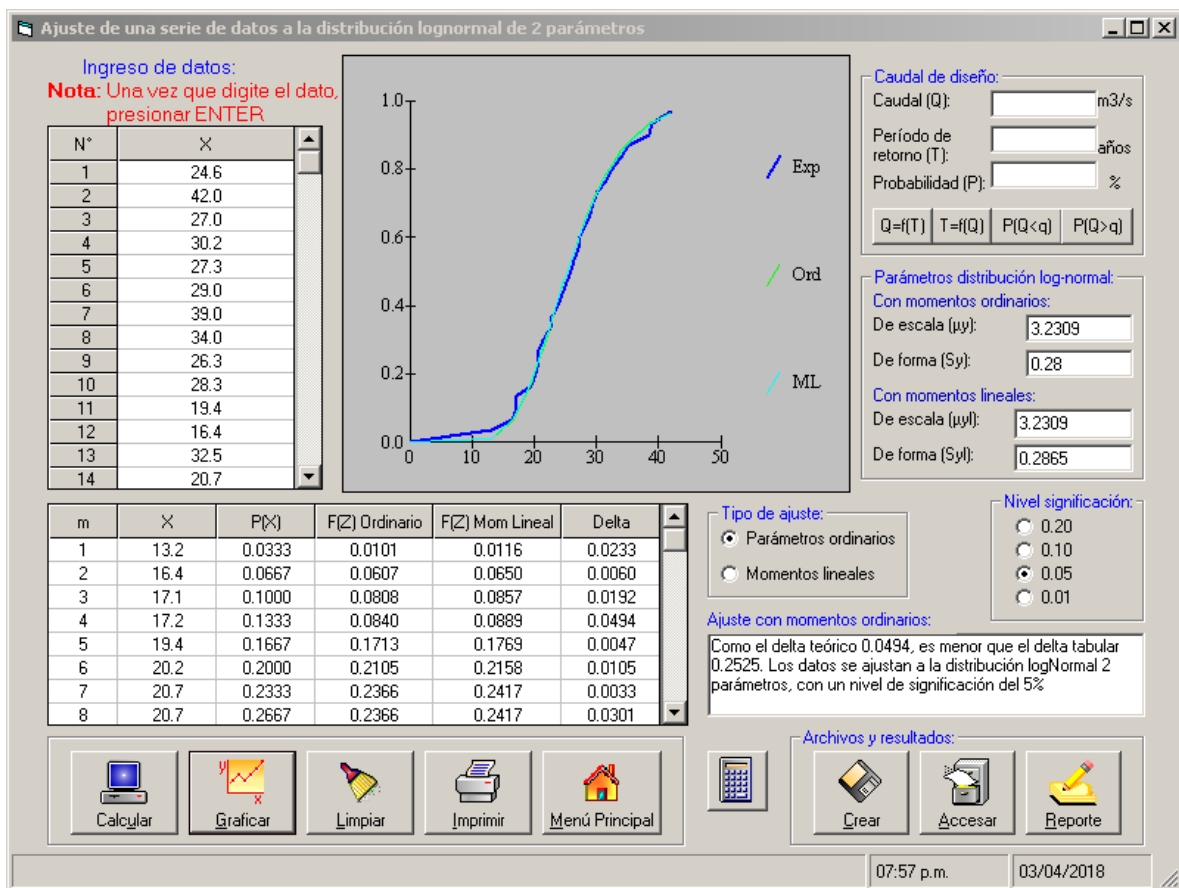 Ajuste de una serie de datos a la distribución lognormal de 2 parámetros
Ingreso de datos:
Nota: Una vez que digite el dato,
presionar ENTER
N° X
1 24.6
2 42.0
3 27.0
4 30.2
5 27.3
6 29.0
7 39.0
8 34.0
9 26.3
10 28.3
11 19.4
12 16.4
13 32.5
14 20.7
1.0
0.8
0.6
0.4
0.2
0.0
0 10 20 30 40 50
Exp
Ord
ML
Caudal de diseño:
Caudal (Q): m3/s
Período de
retorno (T): años
Probabilidad (P): %
Q=f(T) T=f(Q) P(Q<q) P(Q>q)
Parámetros distribución log-normal:
Con momentos ordinarios:
De escala (µy): 3.2309
De forma (Sy): 0.28
Con momentos lineales:
De escala (µyl): 3.2309
De forma (Syl): 0.2865
m X P(X) F(Z) Ordinario F(Z) Mom Lineal Delta
1 13.2 0.0333 0.0101 0.0116 0.0233
2 16.4 0.0667 0.0607 0.0650 0.0060
3 17.1 0.1000 0.0808 0.0857 0.0192
4 17.2 0.1333 0.0840 0.0889 0.0494
5 19.4 0.1667 0.1713 0.1769 0.0047
6 20.2 0.2000 0.2105 0.2158 0.0105
7 20.7 0.2333 0.2366 0.2417 0.0033
8 20.7 0.2667 0.2366 0.2417 0.0301
Tipo de ajuste:
Parámetros ordinarios
Momentos lineales
Nivel significación:
0.20
0.10
0.05
0.01
Ajuste con momentos ordinarios:
Como el delta teórico 0.0494, es menor que el delta tabular
0.2525. Los datos se ajustan a la distribución logNormal 2
parámetros, con un nivel de significación del 5%
Calcular
y
x
Graficar
Limpiar
Imprimir
Menú Principal
Archivos y resultados:
Crear
Accesar
Reporte
07:57 p.m. 03/04/2018